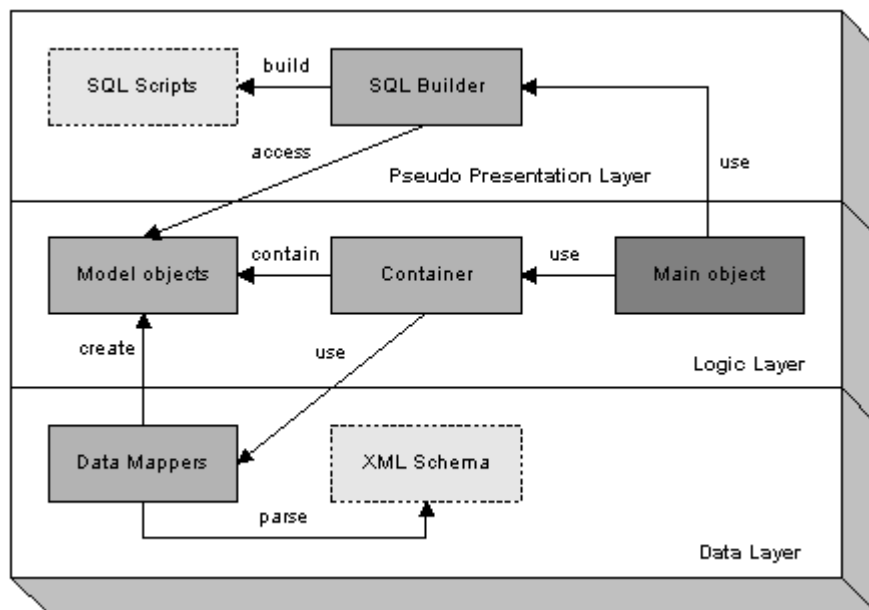 build
SQL Scripts
SQL Builder
access
use
Pseudo Presentation Layer
contain
use
Model objects
Container
Main object
create
use
Logic Layer
Data Mappers
XML Schema
parse
Data Layer